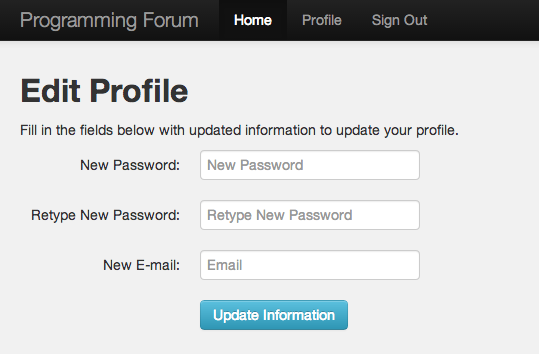 Programming Forum Home Profile Sign Out
Edit Profile
Fill in the fields below with updated information to update your profile.
New Password: New Password
Retype New Password: Retype New Password
New E-mail: Email
Update Information